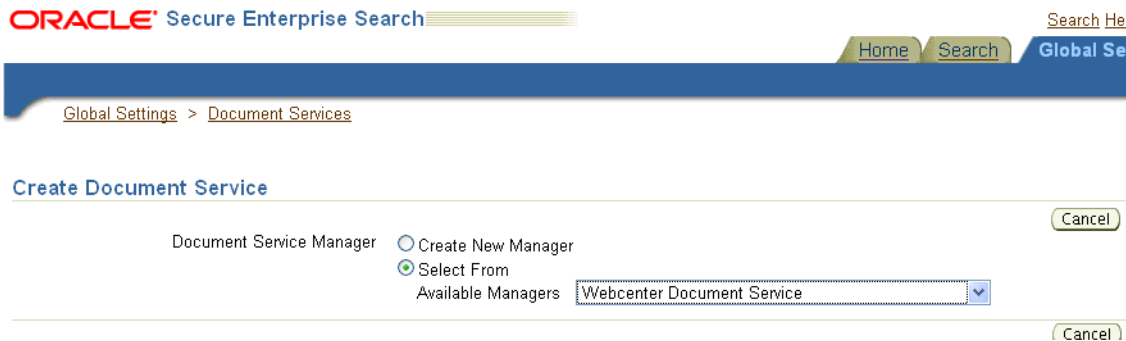 ORACLE Secure Enterprise Search
Search He
Home Search Global Se
Global Settings > Document Services
Create Document Service
Cancel
Document Service Manager Create New Manager
Select From
Available Managers Webcenter Document Service
Cancel